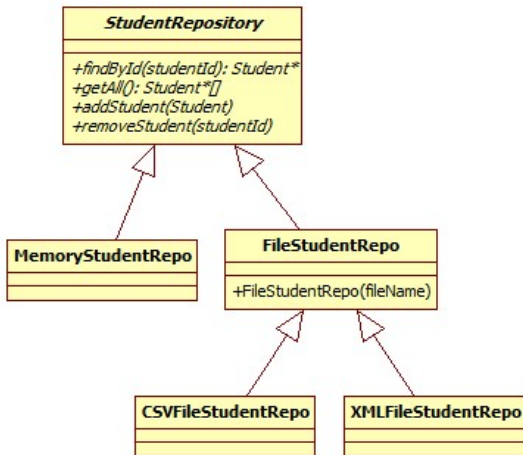 StudentRepository
+findById(studentId): Student*
+getAll(): Student*[]
+addStudent(Student)
+removeStudent(studentId)
MemoryStudentRepo
FileStudentRepo
+FileStudentRepo(fileName)
CSVFileStudentRepo
XMLFileStudentRepo